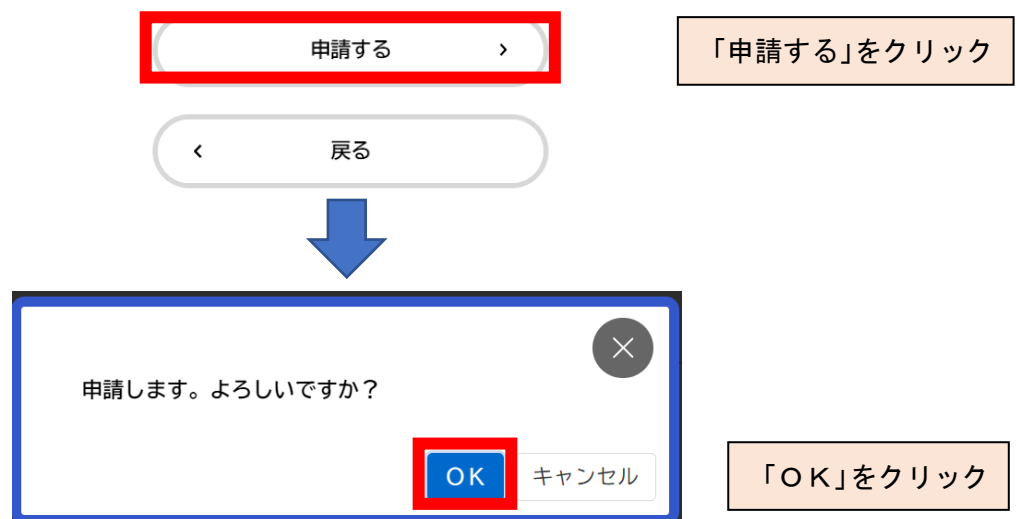 申請する
「申請する」をクリック
戻る
申請します。よろしいですか？
ＯＫ
キャンセル
「ＯＫ」をクリック